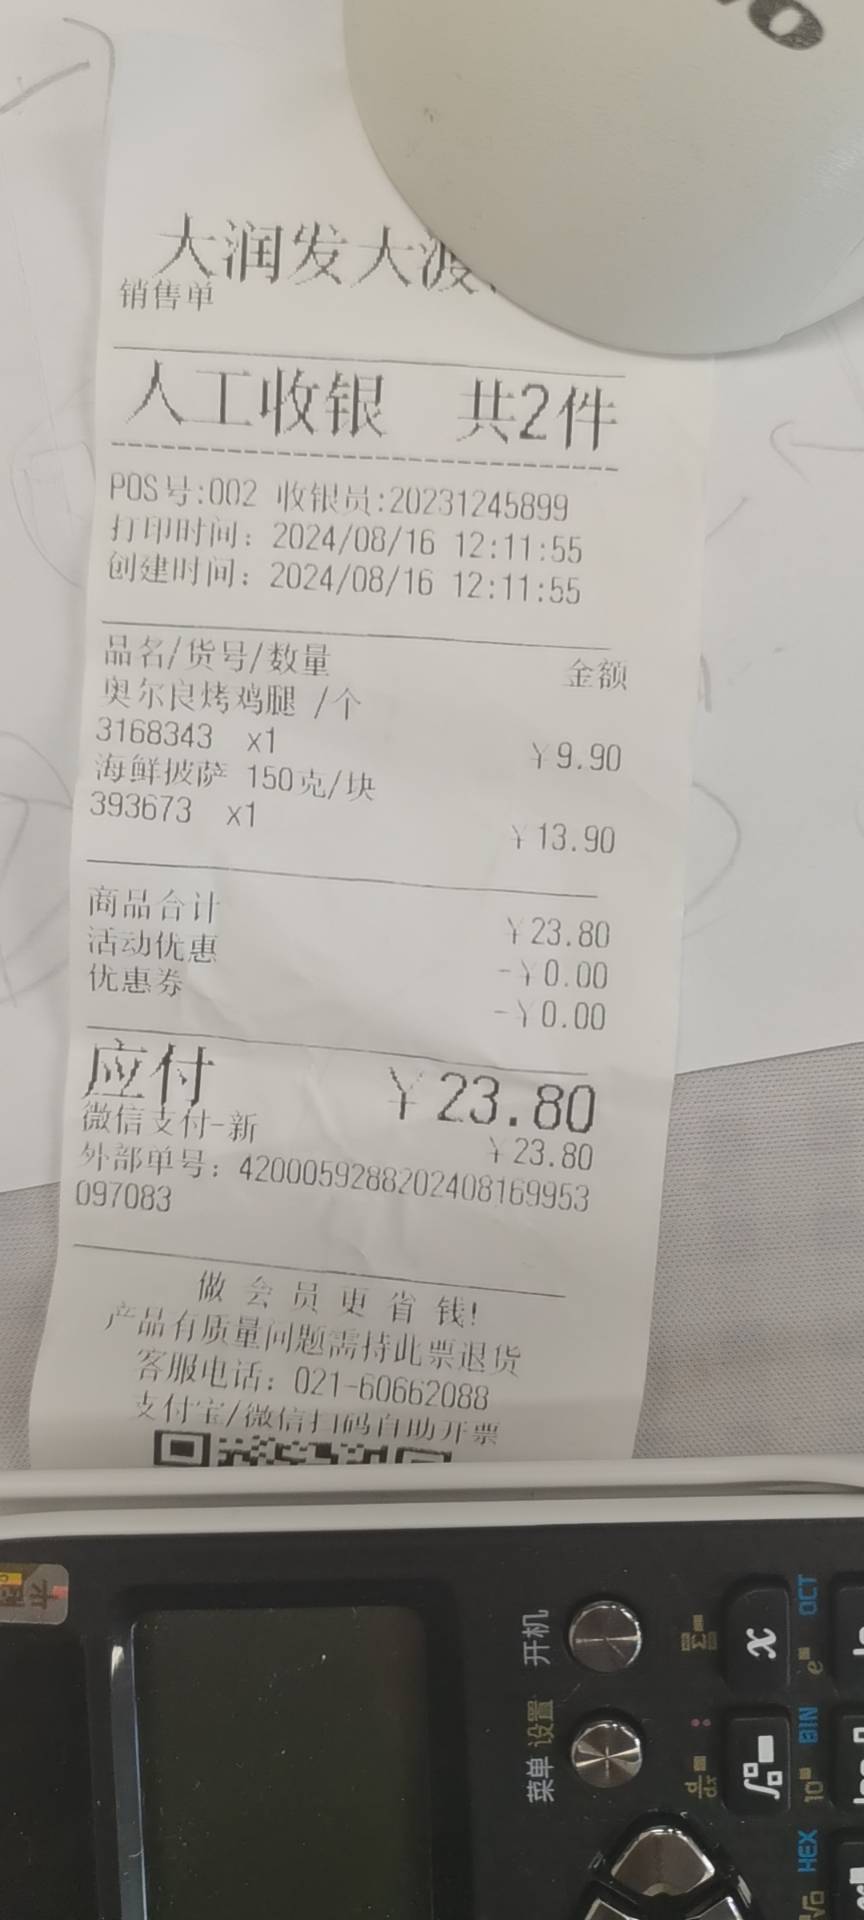 大润发大渡
销售单
人工收银 共2件
POS号:002 收银员:20231245899
打印时间：2024/08/16 12:11:55
创建时间：2024/08/16 12:11:55
品名/货号/数量 金额
奥尔良烤鸡腿 /个
3168343 x1 ￥9.90
海鲜披萨 150克/块
393673 x1 ￥13.90
商品合计 ￥23.80
活动优惠 -￥0.00
优惠券 -￥0.00
应付 ￥23.80
微信支付-新 ￥23.80
外部单号：4200059288202408169953
097083
做会员更省钱!
产品有质量问题需持此票退货
客服电话：021-60662088
支付宝/微信扫码自助开票
开机
x
OCT
菜单 设置
BIN
d/dx
HEX